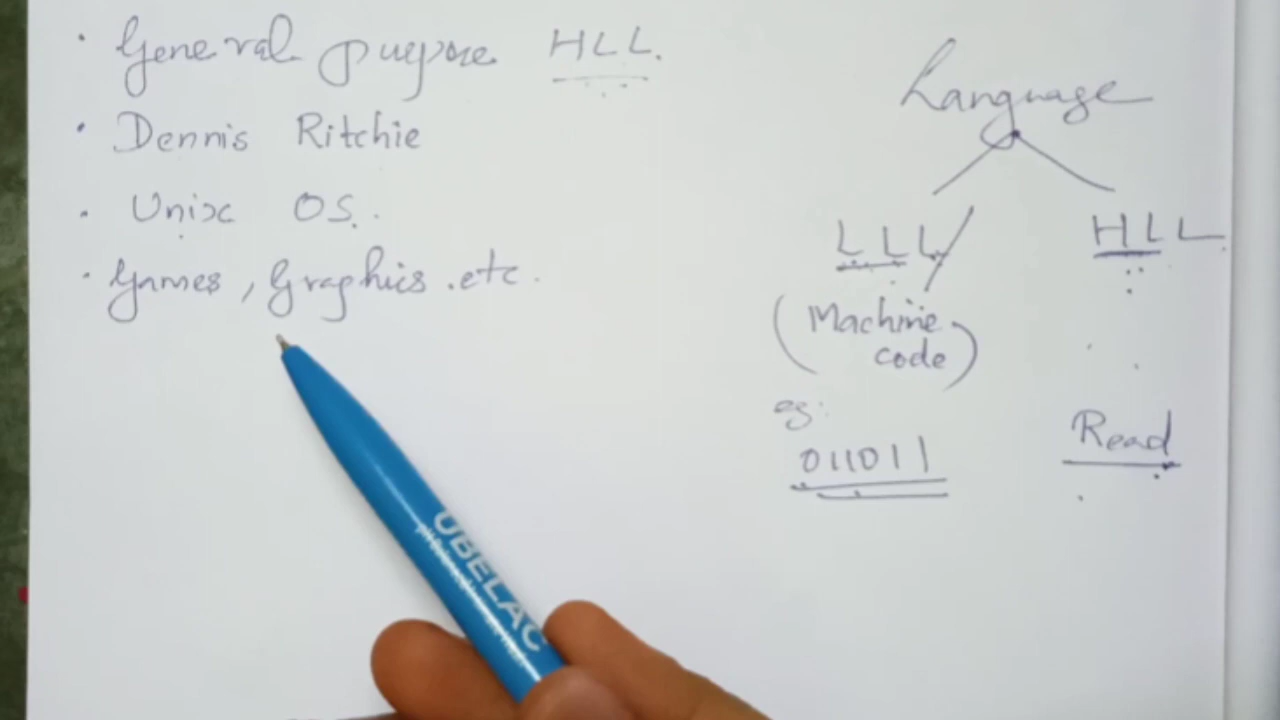 · General purpose HLL.
· Dennis Ritchie
· Unix OS.
· Games, Graphics .etc.
Language
LLL HLL
(Machine
code)
eg:
011011
Read
UBELAC